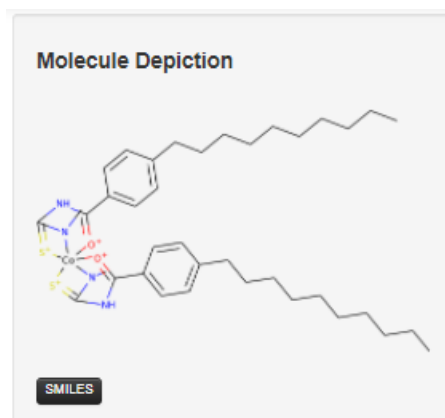 Molecule Depiction
NH
N
O+
S+
Co
O+
N
S+
NH
SMILES